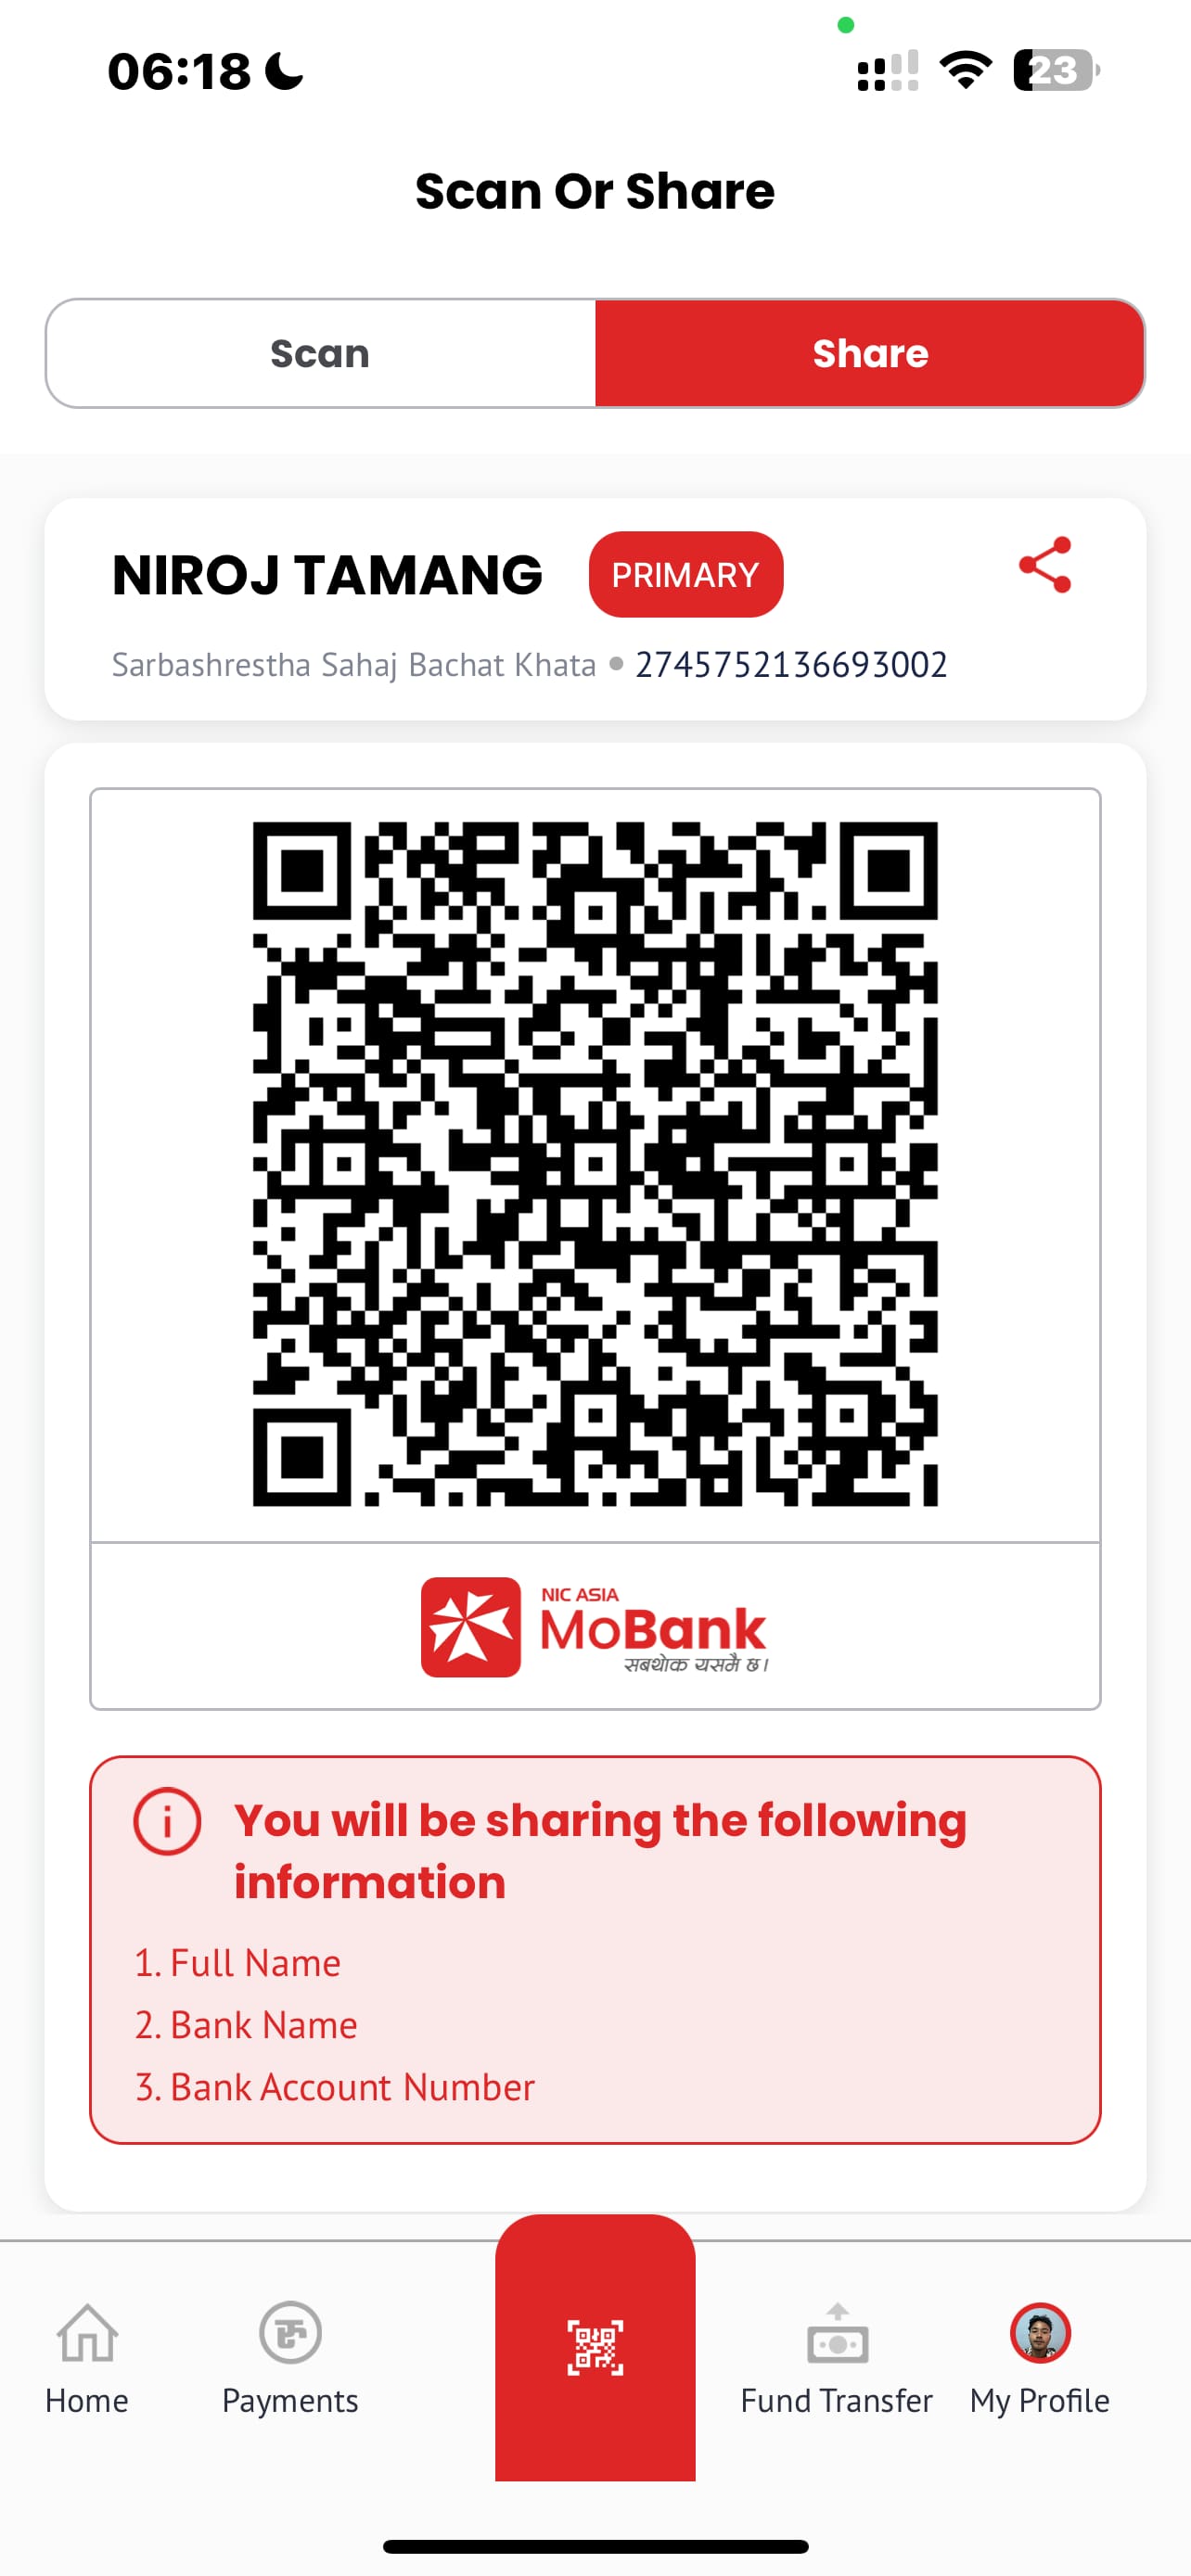 06:18
23
Scan Or Share
Scan
Share
NIROJ TAMANG
PRIMARY
Sarbashrestha Sahaj Bachat Khata • 2745752136693002
NIC ASIA
MoBank
सबथोक यसमै छ।
You will be sharing the following
information
1. Full Name
2. Bank Name
3. Bank Account Number
Home
Payments
Fund Transfer
My Profile